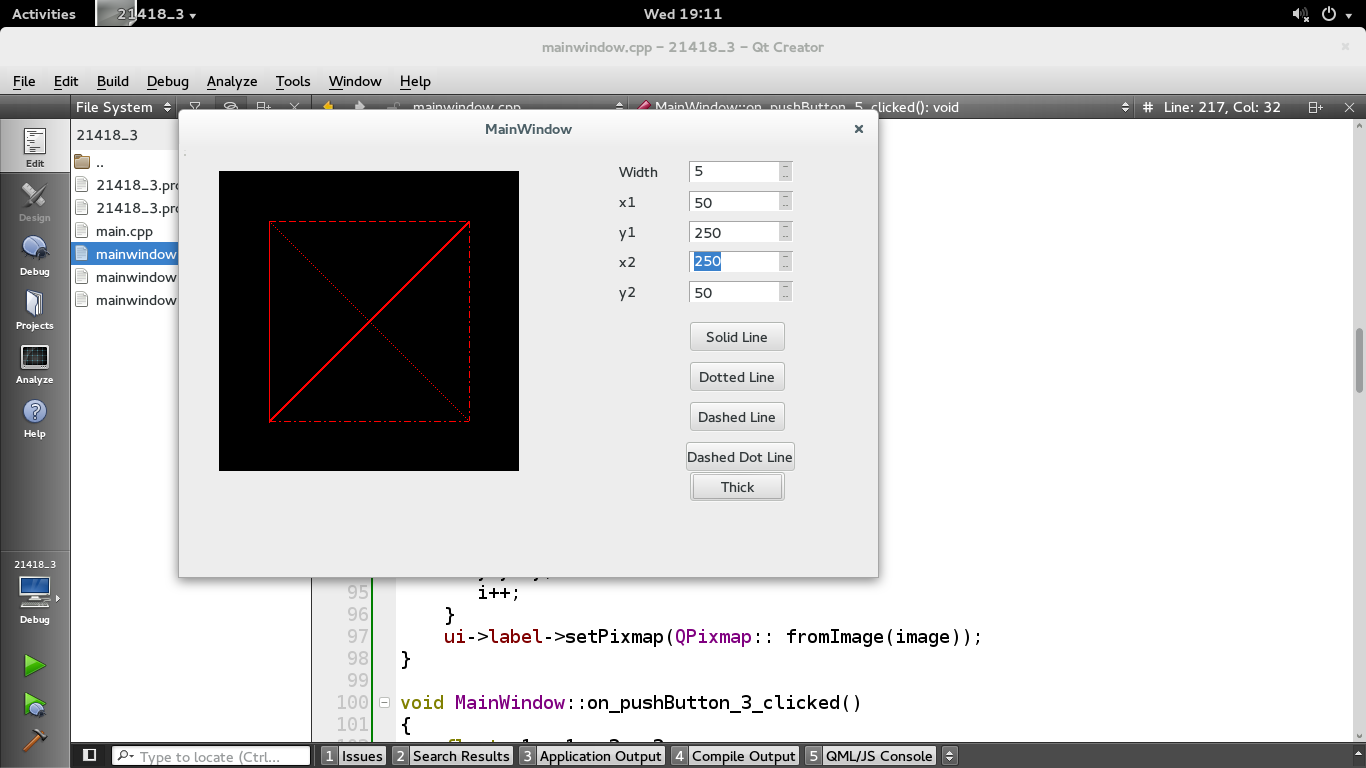 Activities 21418_3 Wed 19:11
mainwindow.cpp - 21418_3 - Qt Creator
File Edit Build Debug Analyze Tools Window Help
File System mainwindow.cpp MainWindow::on_pushButton_5_clicked(): void # Line: 217, Col: 32
Edit
Design
Debug
Projects
Analyze
Help
21418_3
Debug
21418_3
..
21418_3.pro
21418_3.pro
main.cpp
mainwindow
mainwindow
mainwindow
MainWindow
Width 5
x1 50
y1 250
x2 250
y2 50
Solid Line
Dotted Line
Dashed Line
Dashed Dot Line
Thick
95 i++;
96 }
97 ui->label->setPixmap(QPixmap:: fromImage(image));
98 }
99
100 void MainWindow::on_pushButton_3_clicked()
101 {
Type to locate (Ctrl... 1 Issues 2 Search Results 3 Application Output 4 Compile Output 5 QML/JS Console